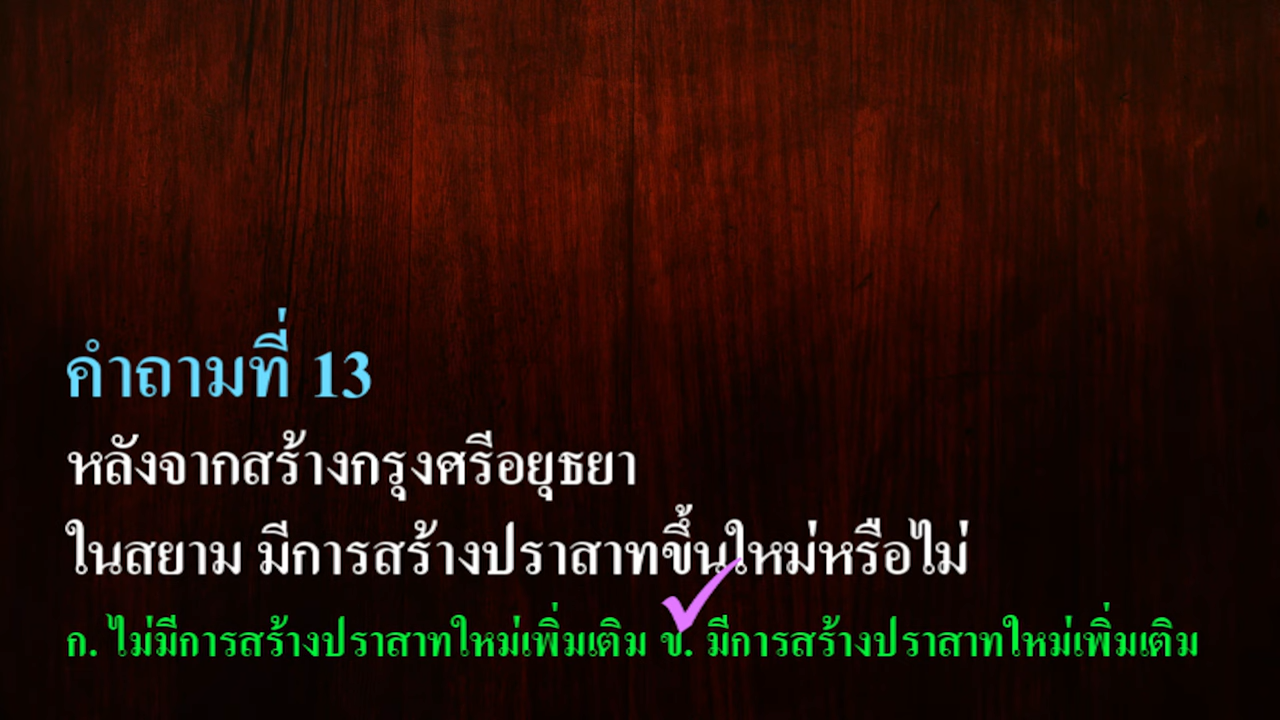 คำถามที่ 13
หลังจากสร้างกรุงศรีอยุธยา
ในสยาม มีการสร้างปราสาทขึ้นใหม่หรือไม่
ก. ไม่มีการสร้างปราสาทใหม่เพิ่มเติม ข. มีการสร้างปราสาทใหม่เพิ่มเติม